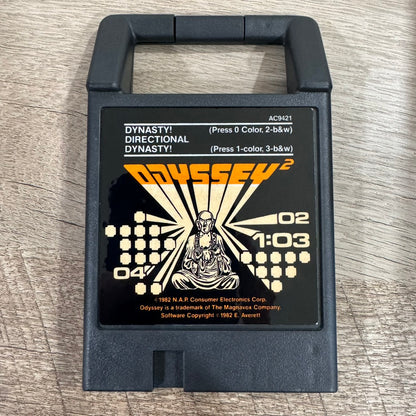 AC9421
DYNASTY! (Press 0 Color, 2-b&w)
DIRECTIONAL
DYNASTY! (Press 1-color, 3-b&w)
ODYSSEY²
02
1:03
04
© 1982 N.A.P. Consumer Electronics Corp.
Odyssey is a trademark of The Magnavox Company.
Software Copyright © 1982 E. Averett